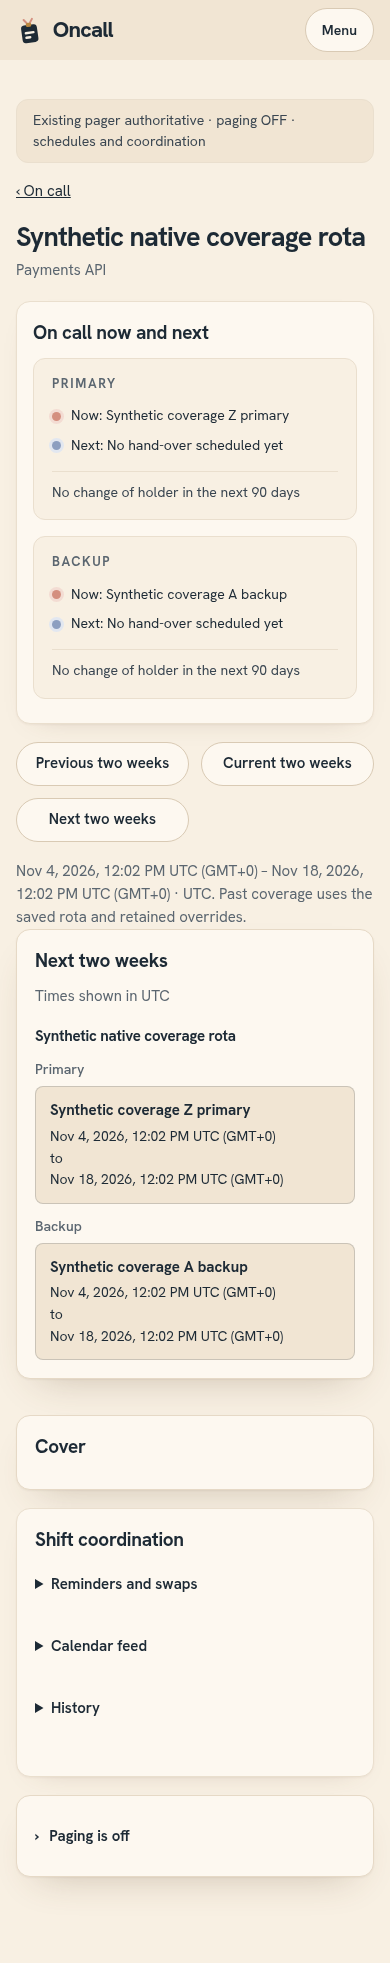 Oncall
Menu
Existing pager authoritative · paging OFF ·
schedules and coordination
‹ On call
Synthetic native coverage rota
Payments API
On call now and next
PRIMARY
Now: Synthetic coverage Z primary
Next: No hand-over scheduled yet
No change of holder in the next 90 days
BACKUP
Now: Synthetic coverage A backup
Next: No hand-over scheduled yet
No change of holder in the next 90 days
Previous two weeks
Current two weeks
Next two weeks
Nov 4, 2026, 12:02 PM UTC (GMT+0) – Nov 18, 2026,
12:02 PM UTC (GMT+0) · UTC. Past coverage uses the
saved rota and retained overrides.
Next two weeks
Times shown in UTC
Synthetic native coverage rota
Primary
Synthetic coverage Z primary
Nov 4, 2026, 12:02 PM UTC (GMT+0)
to
Nov 18, 2026, 12:02 PM UTC (GMT+0)
Backup
Synthetic coverage A backup
Nov 4, 2026, 12:02 PM UTC (GMT+0)
to
Nov 18, 2026, 12:02 PM UTC (GMT+0)
Cover
Shift coordination
▶ Reminders and swaps
▶ Calendar feed
▶ History
› Paging is off